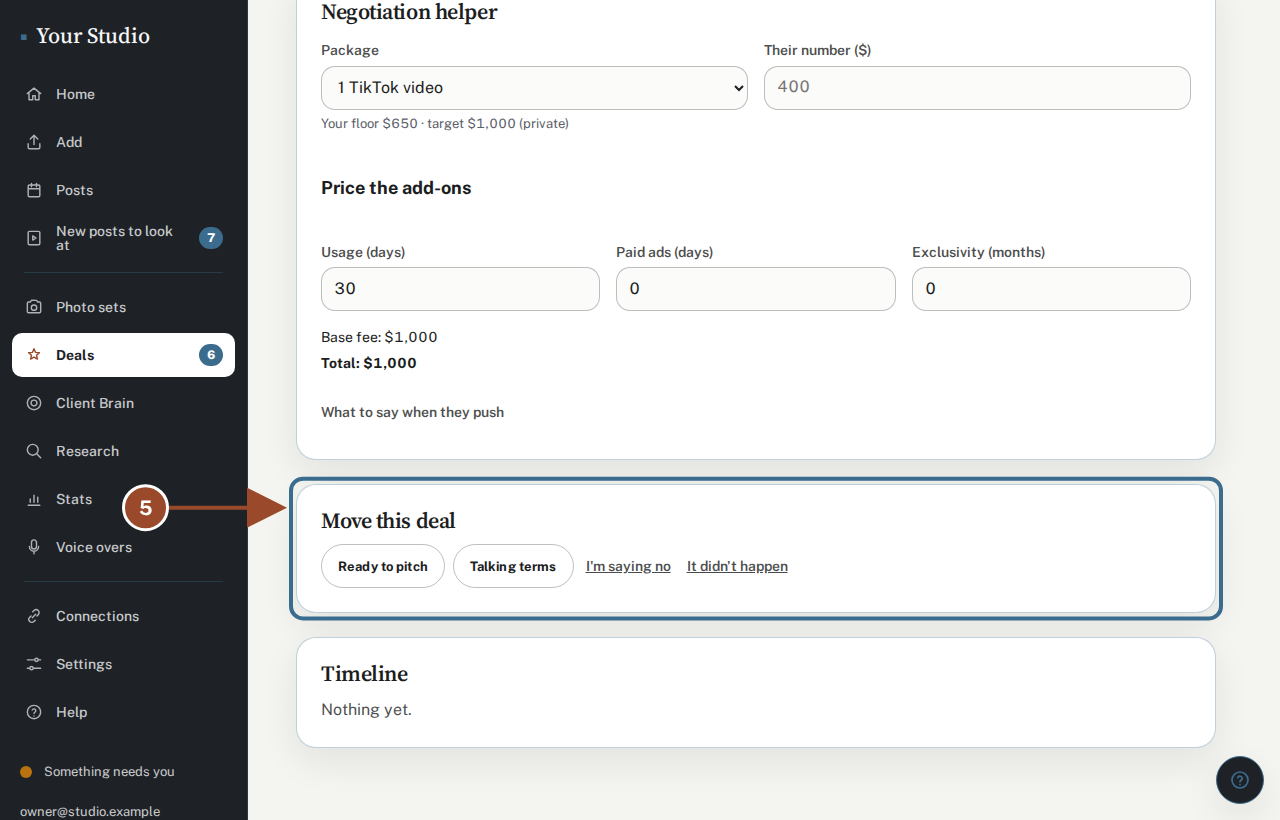 Your Studio
Home
Add
Posts
New posts to look at
7
Photo sets
Deals
6
Client Brain
Research
Stats
5
Voice overs
Connections
Settings
Help
Something needs you
owner@studio.example
Negotiation helper
Package
Their number ($)
1 TikTok video
400
Your floor $650 · target $1,000 (private)
Price the add-ons
Usage (days)
Paid ads (days)
Exclusivity (months)
30
0
0
Base fee: $1,000
Total: $1,000
What to say when they push
Move this deal
Ready to pitch
Talking terms
I'm saying no
It didn't happen
Timeline
Nothing yet.